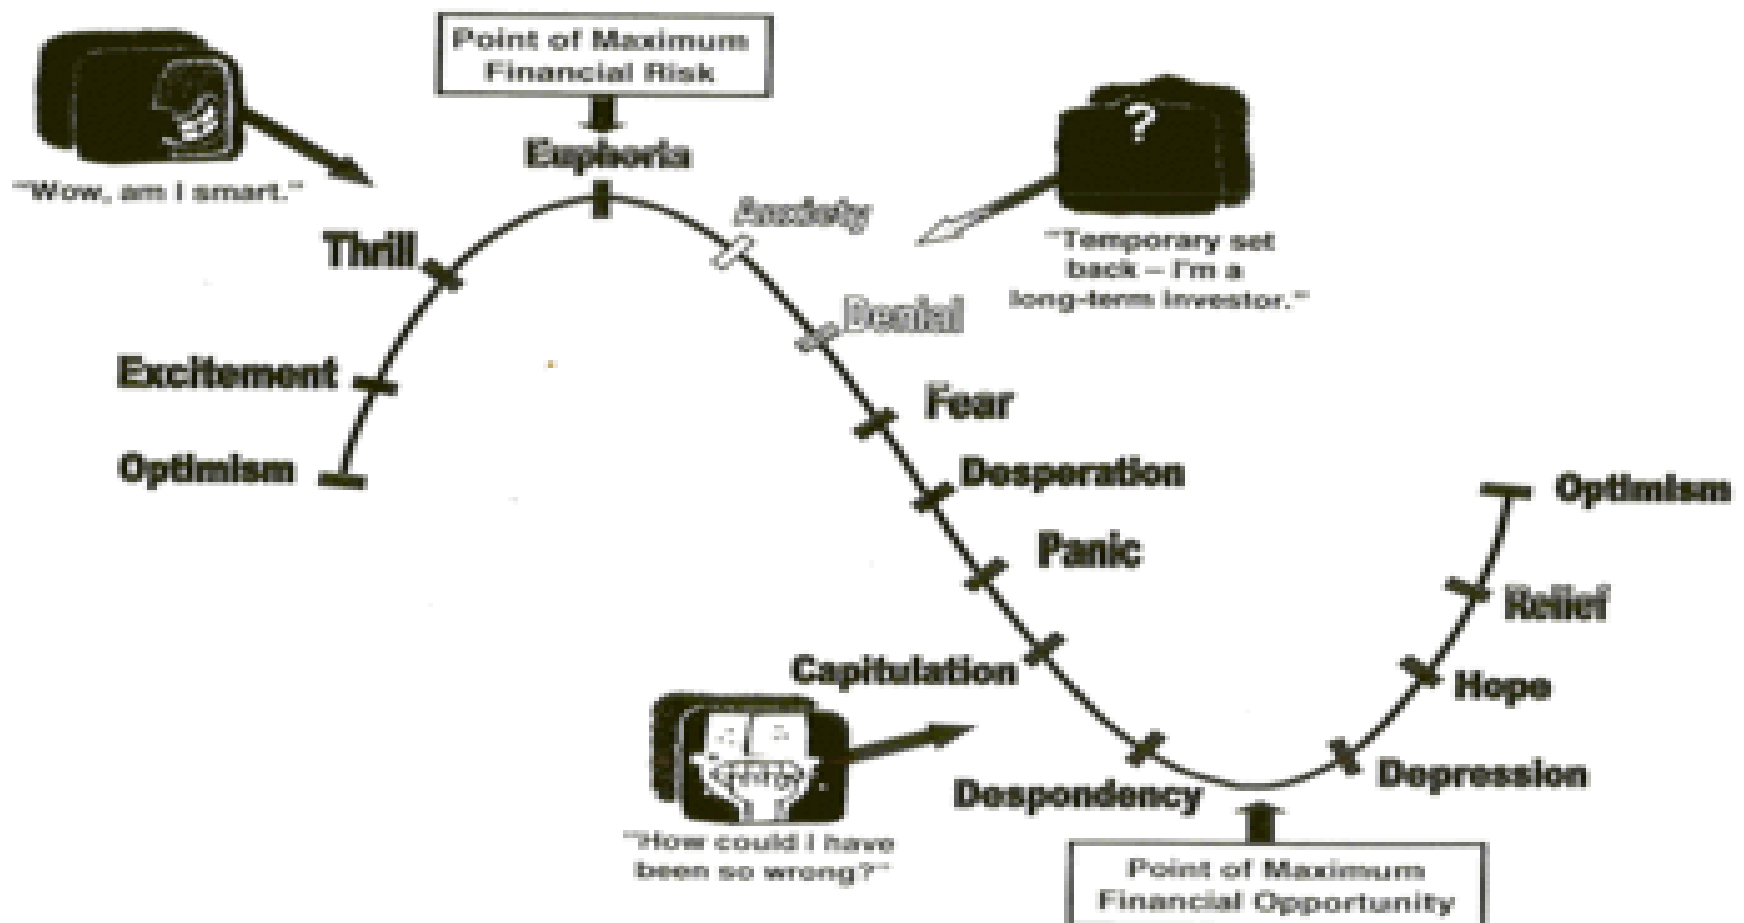 Point of Maximum
Financial Risk
Euphoria
"Wow, am I smart."
Anxiety
?
Thrill
"Temporary set
back – I'm a
long-term investor."
Denial
Excitement
Fear
Optimism
Desperation
Optimism
Panic
Relief
Capitulation
Hope
Despondency
Depression
"How could I have
been so wrong?"
Point of Maximum
Financial Opportunity